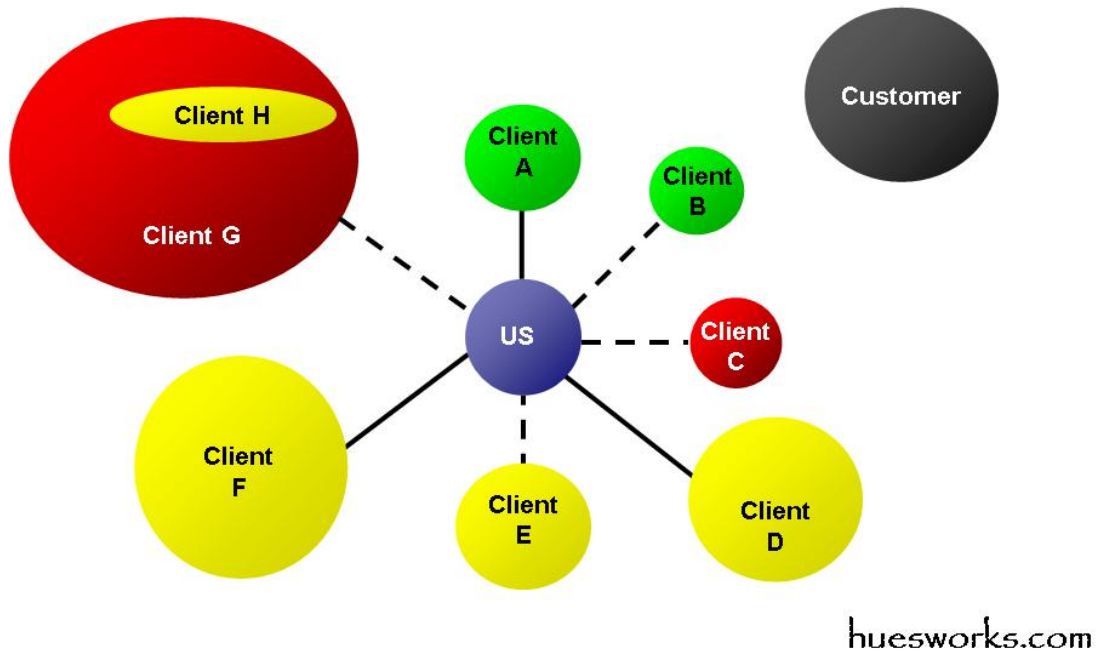 Client H
Client G
Client
A
Client
B
Customer
US
Client
C
Client
F
Client
E
Client
D
huesworks.com